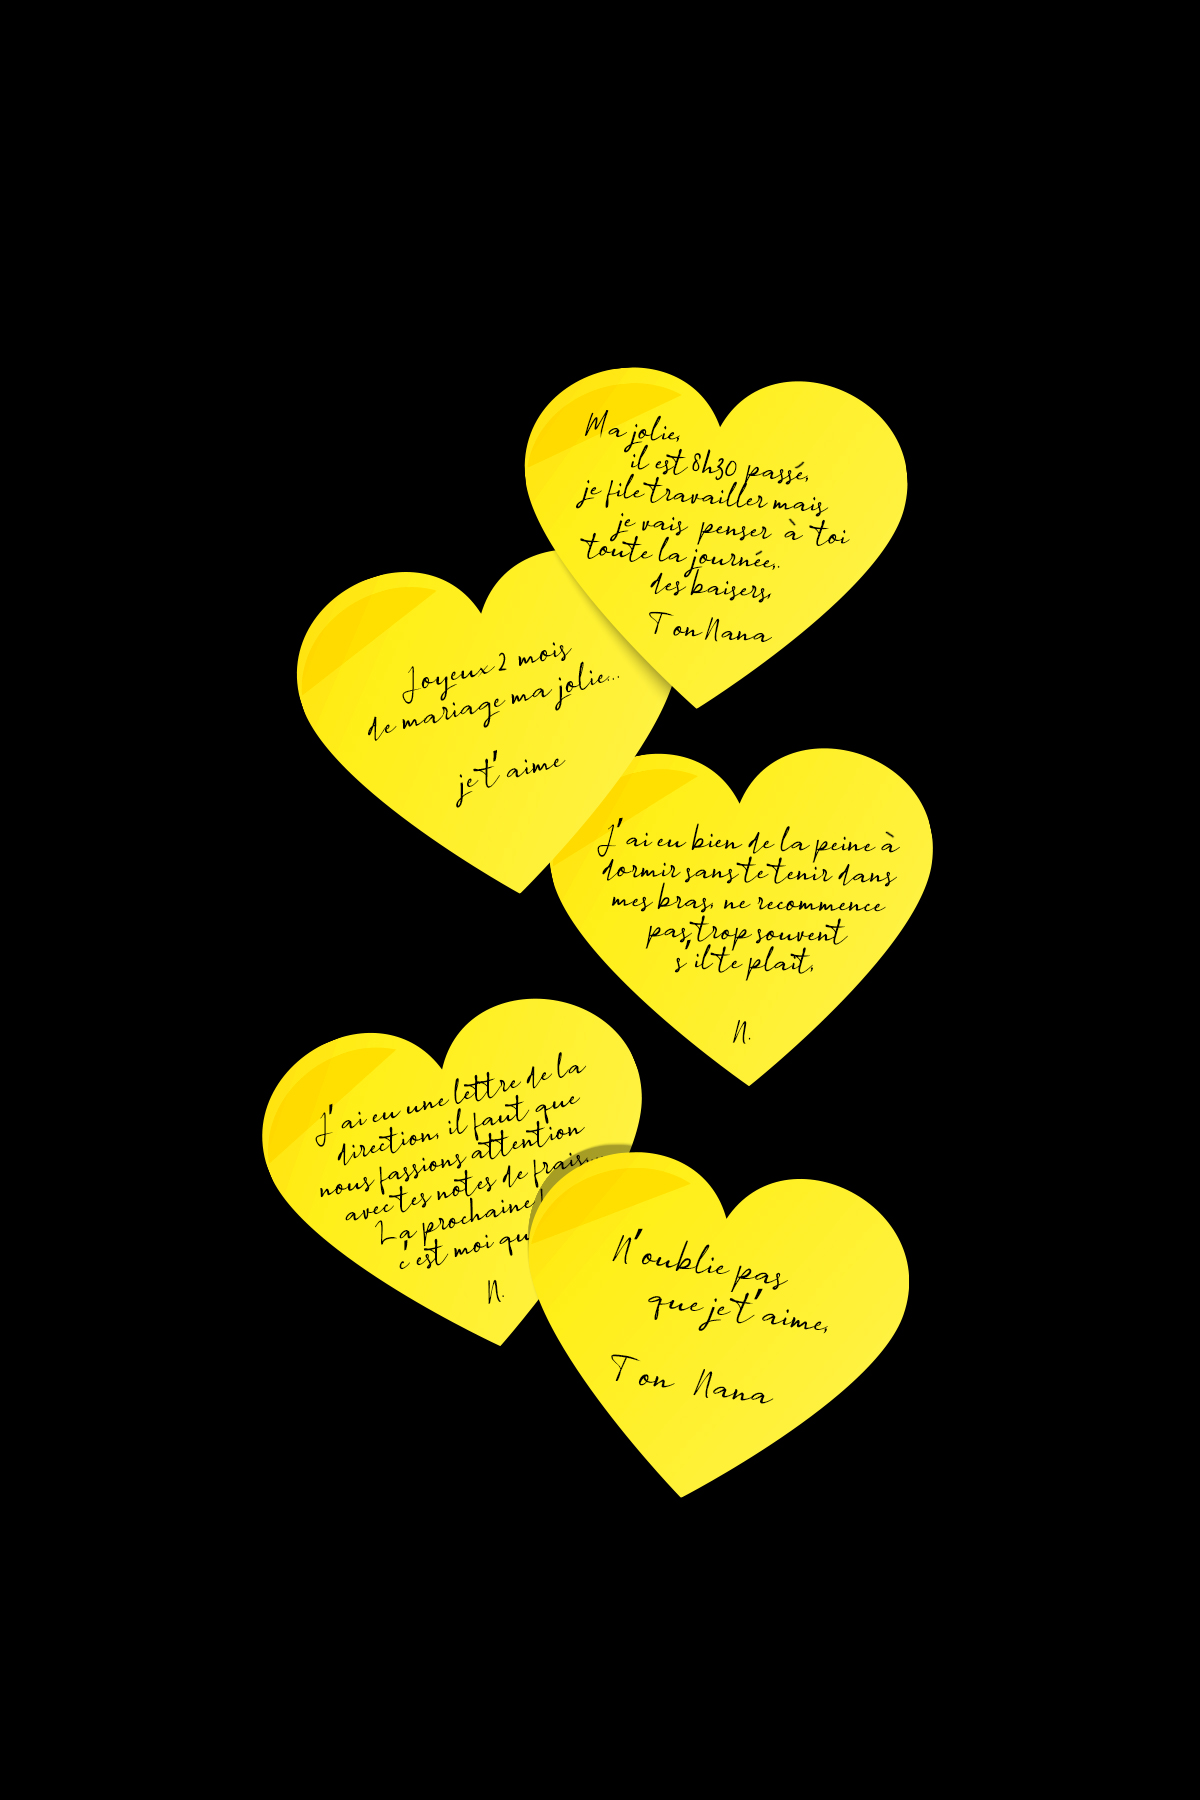 Ma jolie,
il est 8h30 passé,
je file travailler mais
je vais penser à toi
toute la journée,.
des baisers,
Ton Nana
Joyeux 2 mois
de mariage ma jolie...
je t'aime
J'ai eu bien de la peine à
dormir sans te tenir dans
mes bras, ne recommence
pas trop souvent
s'il te plait,
N.
J'ai eu une lettre de la
direction, il faut que
nous fassions attention
avec tes notes de frais...
La prochaine
c'est moi qu
N.
N'oublie pas
que je t'aime,
Ton Nana